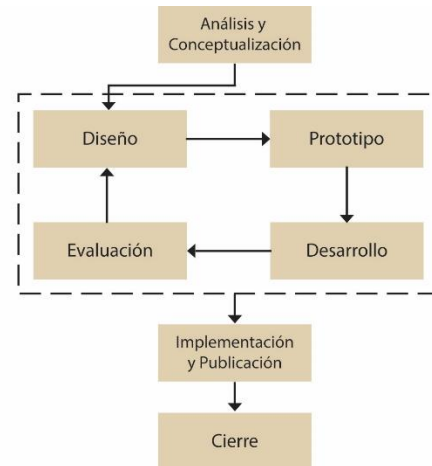 Análisis y
Conceptualización
Diseño
Prototipo
Evaluación
Desarrollo
Implementación
y Publicación
Cierre